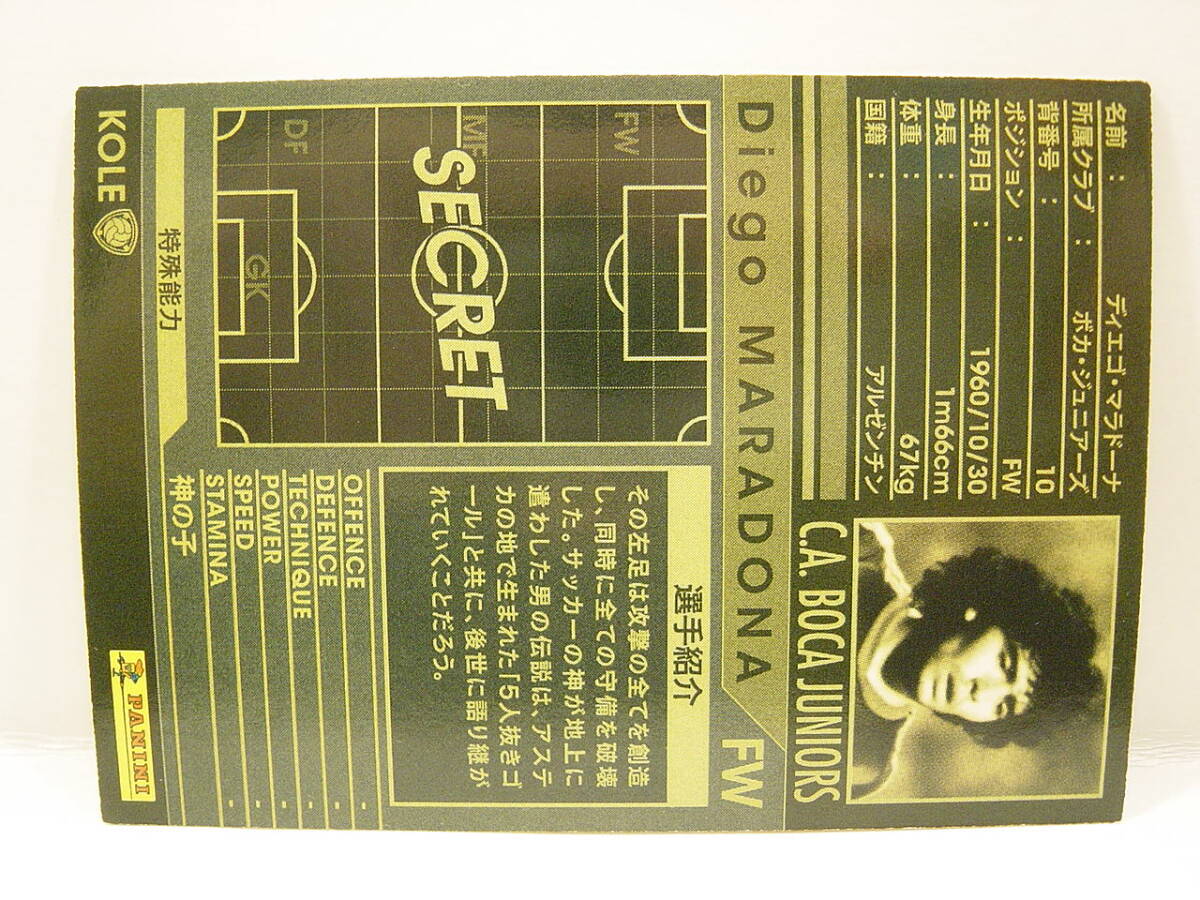 名前 : ディエゴ・マラドーナ
所属クラブ : ボカ・ジュニアーズ
背番号 : 10
ポジション : FW
生年月日 : 1960/10/30
身長 : 1m66cm
体重 : 67kg
国籍 : アルゼンチン
C.A. BOCA JUNIORS
Diego MARADONA FW
FW
MF
DF
GK
SECRET
選手紹介
その左足は攻撃の全てを創造
し、同時に全ての守備を破壊
した。サッカーの神が地上に
遣わした男の伝説は、アステ
カの地で生まれた「5人抜きゴ
ール」と共に、後世に語り継が
れていくことだろう。
OFFENCE -
DEFENCE -
TECHNIQUE -
POWER -
SPEED -
STAMINA -
神の子
特殊能力
KOLE
PANINI